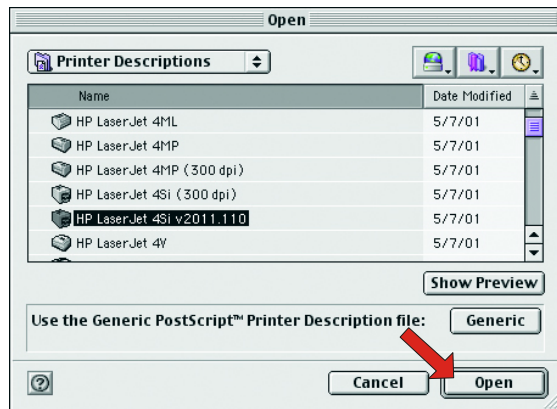 Open
Printer Descriptions
Name Date Modified
HP LaserJet 4ML 5/7/01
HP LaserJet 4MP 5/7/01
HP LaserJet 4MP (300 dpi) 5/7/01
HP LaserJet 4Si (300 dpi) 5/7/01
HP LaserJet 4Si v2011.110 5/7/01
HP LaserJet 4V 5/7/01
Show Preview
Use the Generic PostScript™ Printer Description file: Generic
? Cancel Open